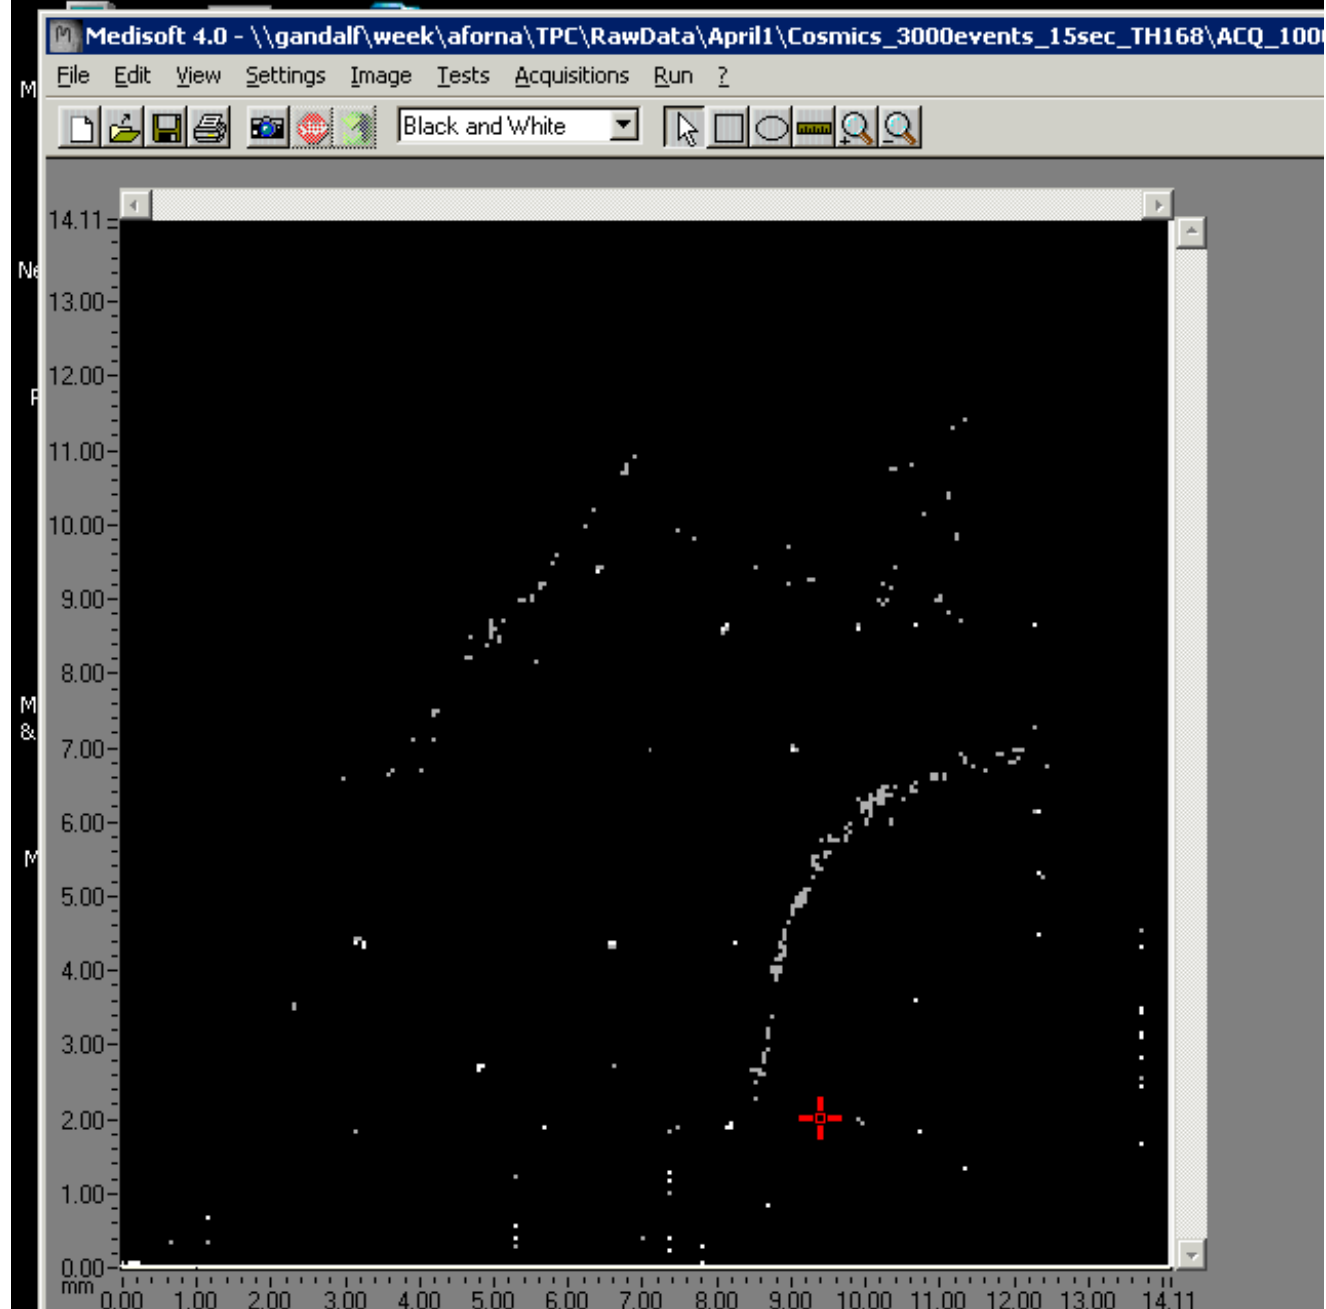 Medisoft 4.0 - \\gandalf\week\aforna\TPC\RawData\April1\Cosmics_3000events_15sec_TH168\ACQ_100
File Edit View Settings Image Tests Acquisitions Run ?
M
Black and White
14.11
Ne
13.00
12.00
11.00
10.00
9.00
8.00
M
&
7.00
6.00
M
5.00
4.00
3.00
2.00
1.00
0.00
mm
0.00 1.00 2.00 3.00 4.00 5.00 6.00 7.00 8.00 9.00 10.00 11.00 12.00 13.00 14.11